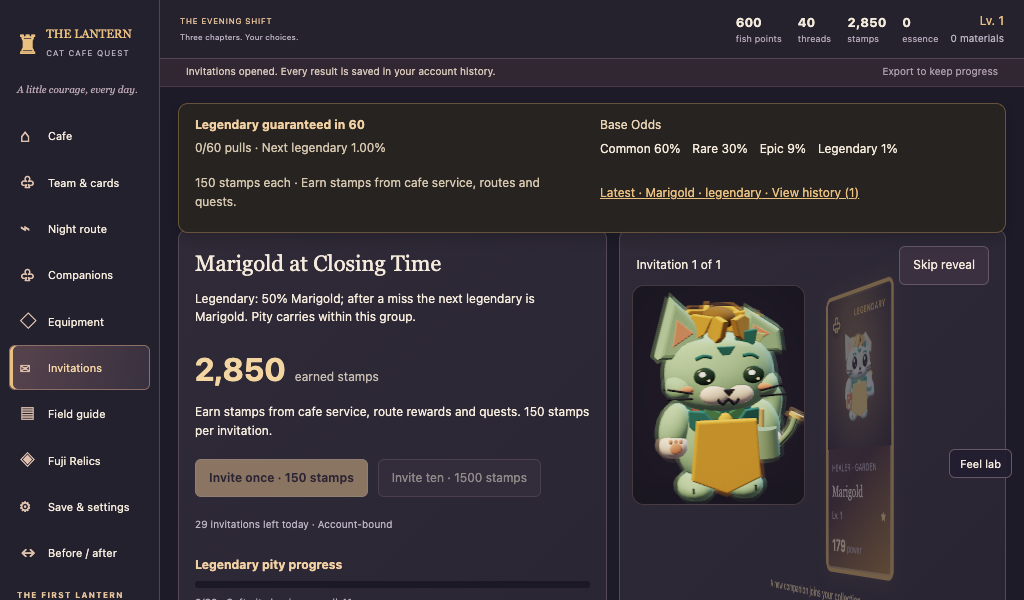 THE LANTERN
CAT CAFE QUEST
A little courage, every day.
Cafe
Team & cards
Night route
Companions
Equipment
Invitations
Field guide
Fuji Relics
Save & settings
Before / after
THE FIRST LANTERN
THE EVENING SHIFT
Three chapters. Your choices.
600 fish points
40 threads
2,850 stamps
0 essence
Lv. 1
0 materials
Invitations opened. Every result is saved in your account history.
Export to keep progress
Legendary guaranteed in 60
0/60 pulls · Next legendary 1.00%
150 stamps each · Earn stamps from cafe service, routes and
quests.
Base Odds
Common 60% Rare 30% Epic 9% Legendary 1%
Latest · Marigold · legendary · View history (1)
Marigold at Closing Time
Legendary: 50% Marigold; after a miss the next legendary is
Marigold. Pity carries within this group.
2,850 earned stamps
Earn stamps from cafe service, route rewards and quests. 150 stamps
per invitation.
Invite once · 150 stamps
Invite ten · 1500 stamps
29 invitations left today · Account-bound
Legendary pity progress
Invitation 1 of 1
Skip reveal
LEGENDARY
HEALER · GARDEN
Marigold
Lv. 1
179 power
A new companion joins your collection
Feel lab